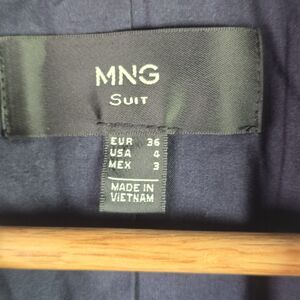 MNG
SUIT
EUR 36
USA 4
MEX 3
MADE IN
VIETNAM